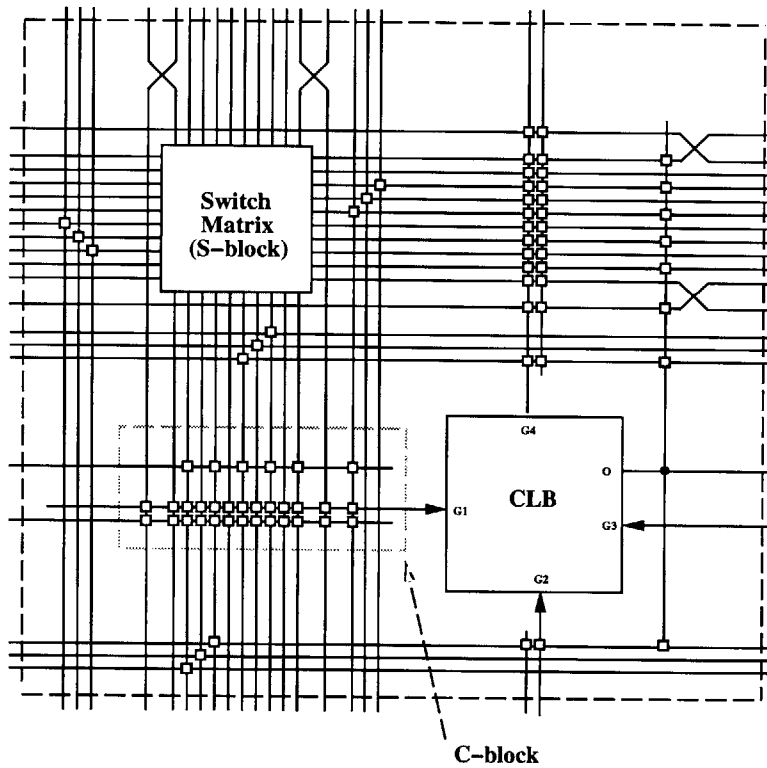 Switch
Matrix
(S-block)
G4
O
CLB
G1
G3
G2
C-block